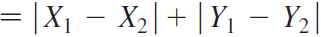 = |X₁ − X₂| + |Y₁ − Y₂|